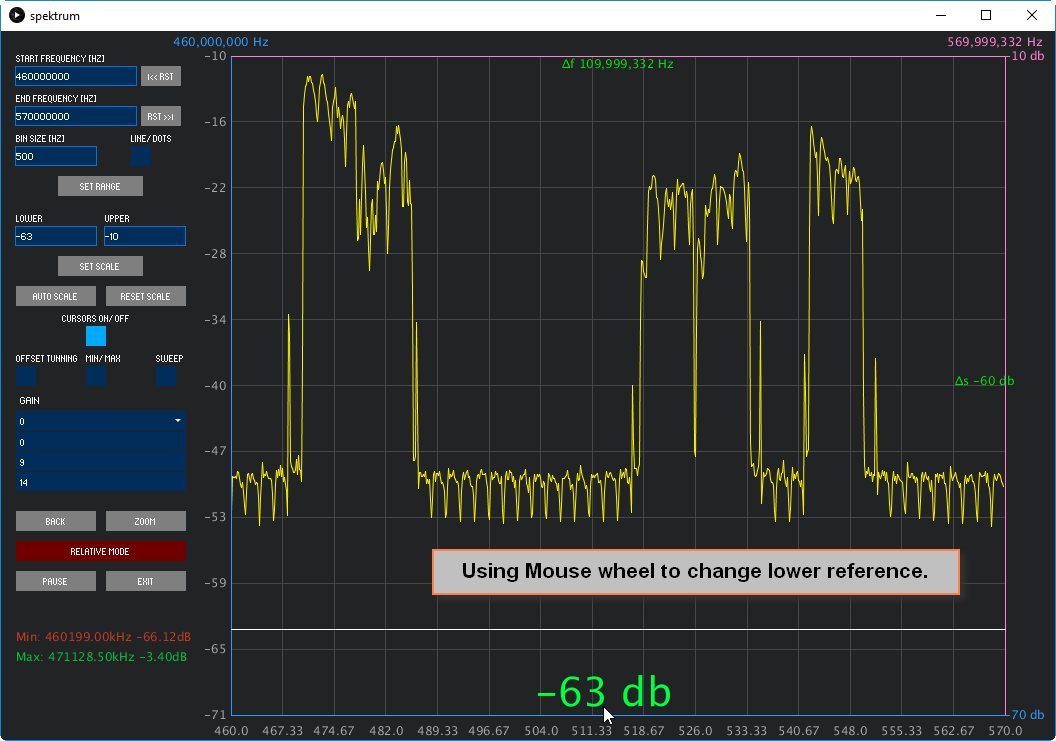 spektrum
460,000,000 Hz
569,999,332 Hz
START FREQUENCY [HZ]
460000000
|<< RST
END FREQUENCY [HZ]
570000000
RST >>|
BIN SIZE [HZ]
LINE/DOTS
500
SET RANGE
LOWER
UPPER
-63
-10
SET SCALE
AUTO SCALE
RESET SCALE
CURSORS ON/OFF
OFFSET TUNNING
MIN/MAX
SWEEP
GAIN
0
0
9
14
BACK
ZOOM
RELATIVE MODE
PAUSE
EXIT
Min: 460199.00kHz -66.12dB
Max: 471128.50kHz -3.40dB
-10
-16
-22
-28
-34
-40
-47
-53
-59
-65
-71
Δf 109,999,332 Hz
-10 db
Δs -60 db
Using Mouse wheel to change lower reference.
-63 db
70 db
460.0 467.33 474.67 482.0 489.33 496.67 504.0 511.33 518.67 526.0 533.33 540.67 548.0 555.33 562.67 570.0